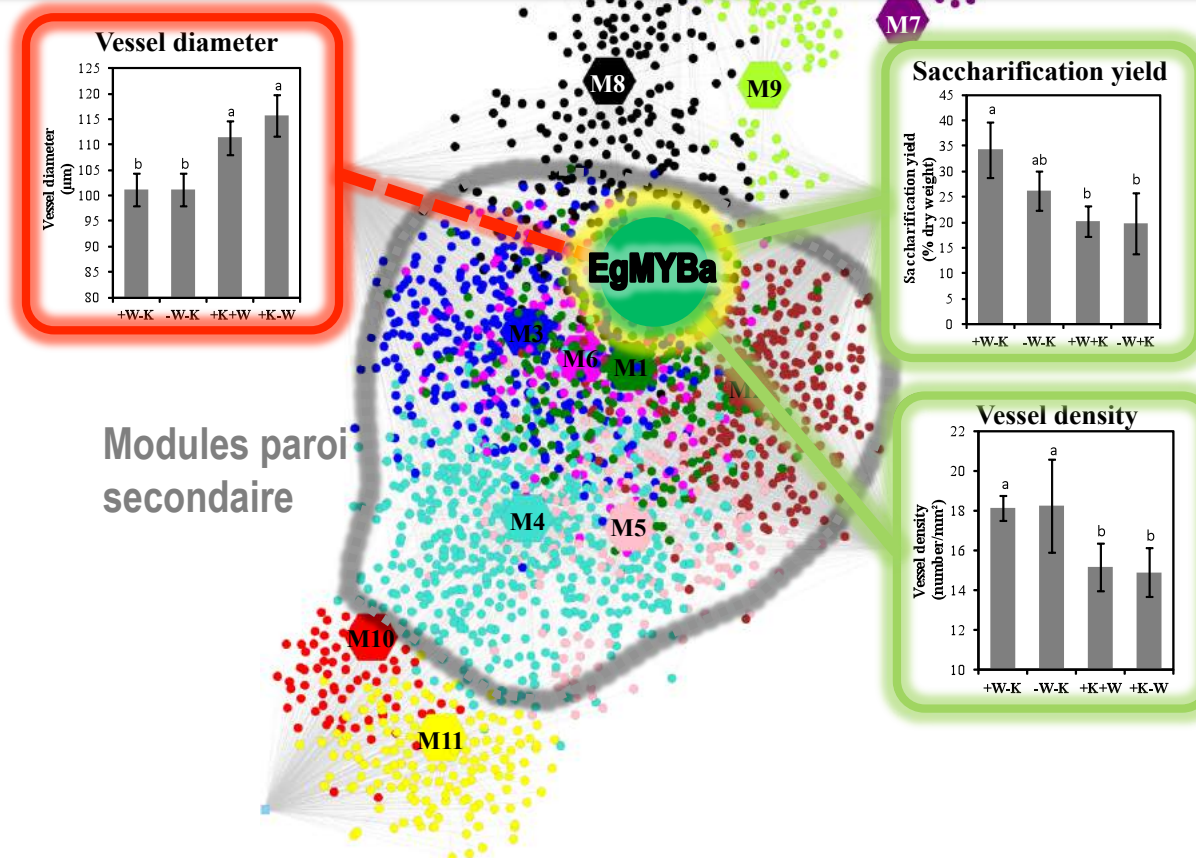 Vessel diameter
Vessel diameter
(µm)
125
120
115
110
105
100
95
90
85
80
b
b
a
a
+W-K
-W-K
+K+W
+K-W
M7
M8
M9
Saccharification yield
Saccharification yield
(% dry weight)
45
40
35
30
25
20
15
10
5
0
a
ab
b
b
+W-K
-W-K
+W+K
-W+K
EgMYBa
M3
M6
M1
Modules paroi
secondaire
M4
M5
Vessel density
Vessel density
(number/mm²)
22
20
18
16
14
12
10
a
a
b
b
+W-K
-W-K
+K+W
+K-W
M10
M11